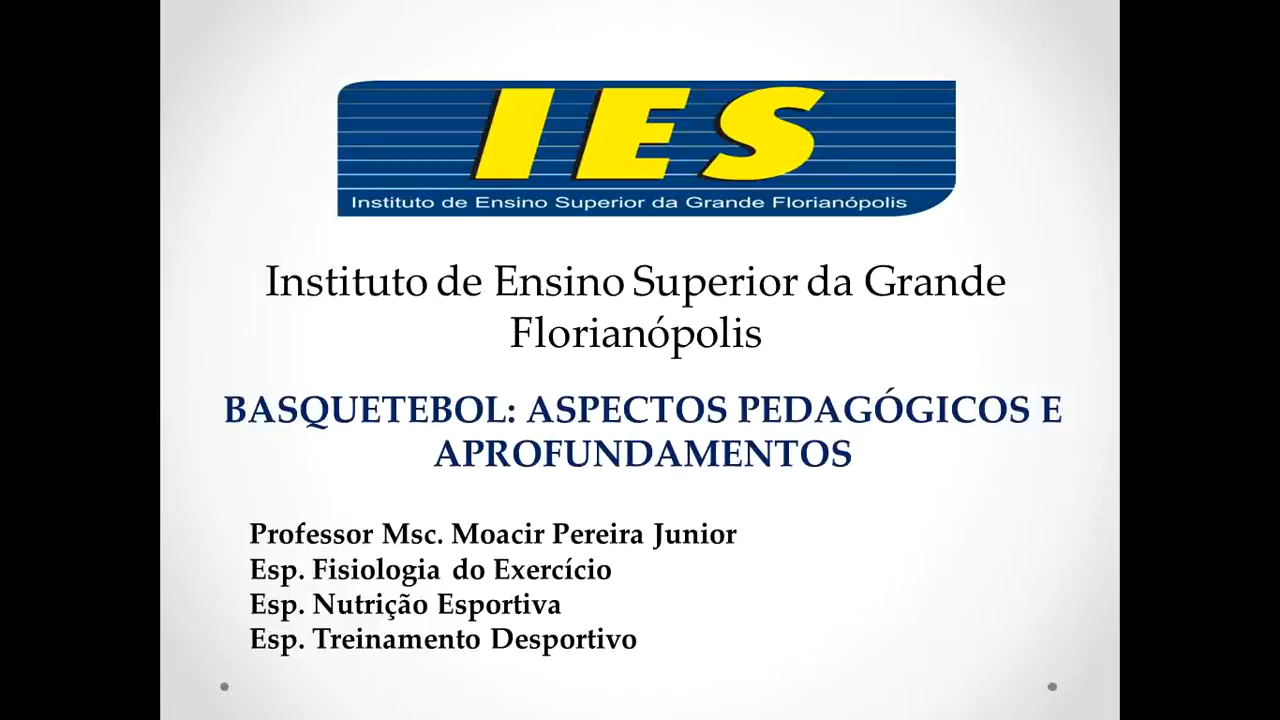 IES
Instituto de Ensino Superior da Grande Florianópolis
Instituto de Ensino Superior da Grande
Florianópolis
BASQUETEBOL: ASPECTOS PEDAGÓGICOS E
APROFUNDAMENTOS
Professor Msc. Moacir Pereira Junior
Esp. Fisiologia do Exercício
Esp. Nutrição Esportiva
Esp. Treinamento Desportivo